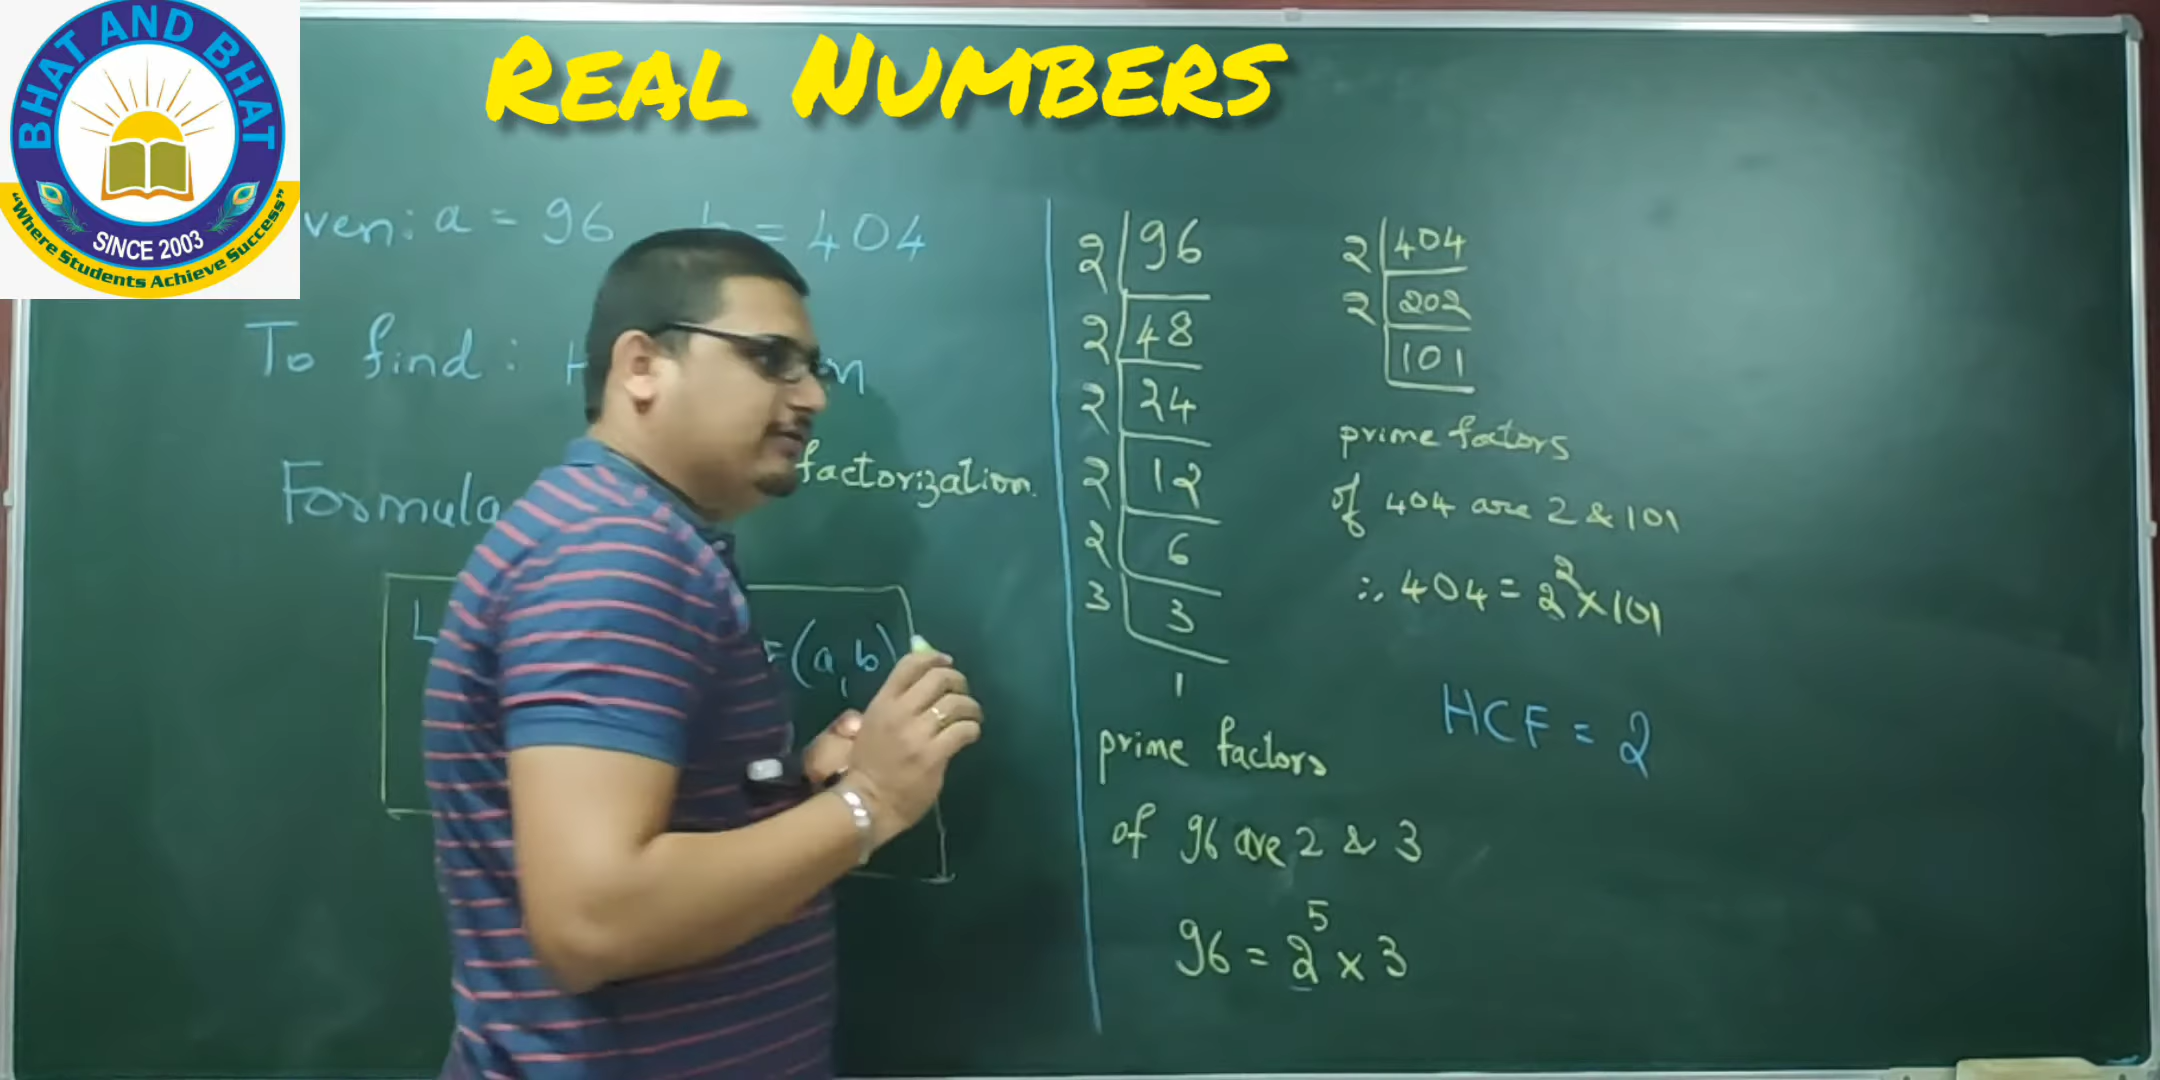 REAL NUMBERS
BHAT AND BHAT
SINCE 2003
"Where Students Achieve Success"
ven: a = 96 b = 404
To find:
Formula
factorization.
L
(a, b)
2 96
2 48
2 24
2 12
2 6
3 3
1
prime factors
of 96 are 2 & 3
96 = 2⁵ × 3
2 404
2 202
101
prime factors
of 404 are 2 & 101
∴ 404 = 2² × 101
HCF = 2